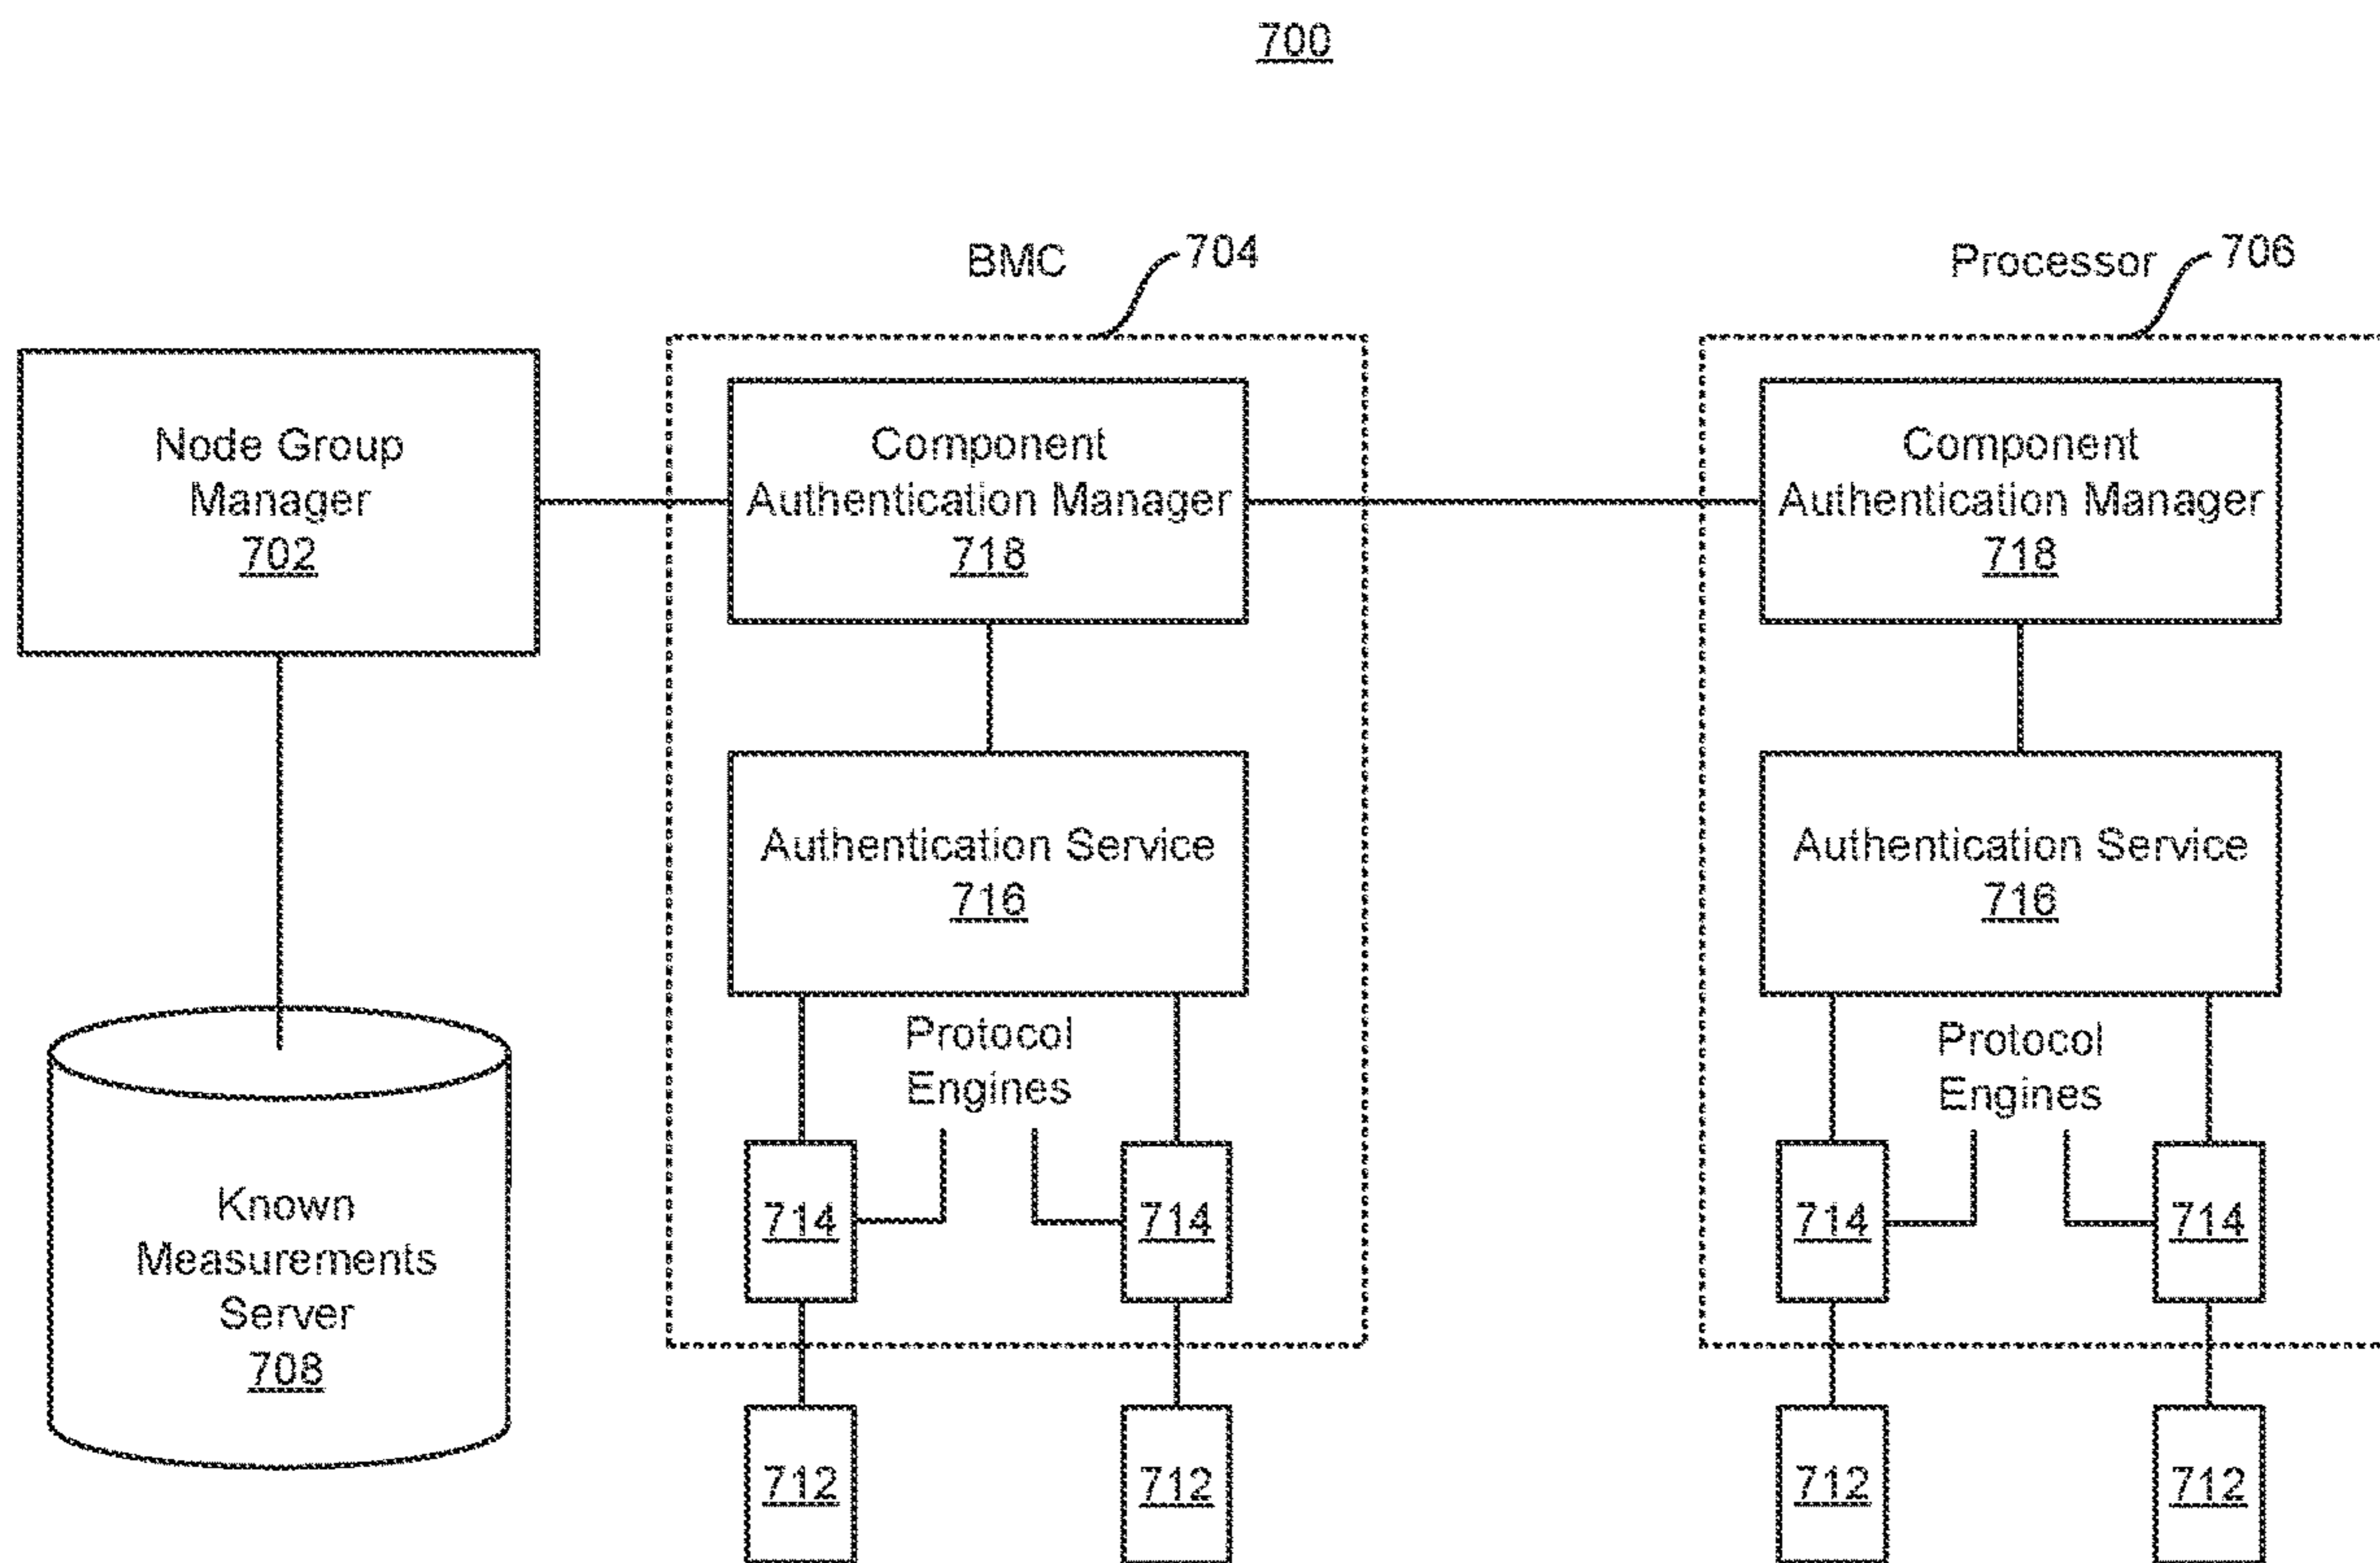 700
BMC
704
Processor
706
Node Group
Manager
702
Component
Authentication Manager
718
Component
Authentication Manager
718
Authentication Service
716
Authentication Service
716
Protocol
Engines
Protocol
Engines
714
714
714
714
Known
Measurements
Server
708
712
712
712
712